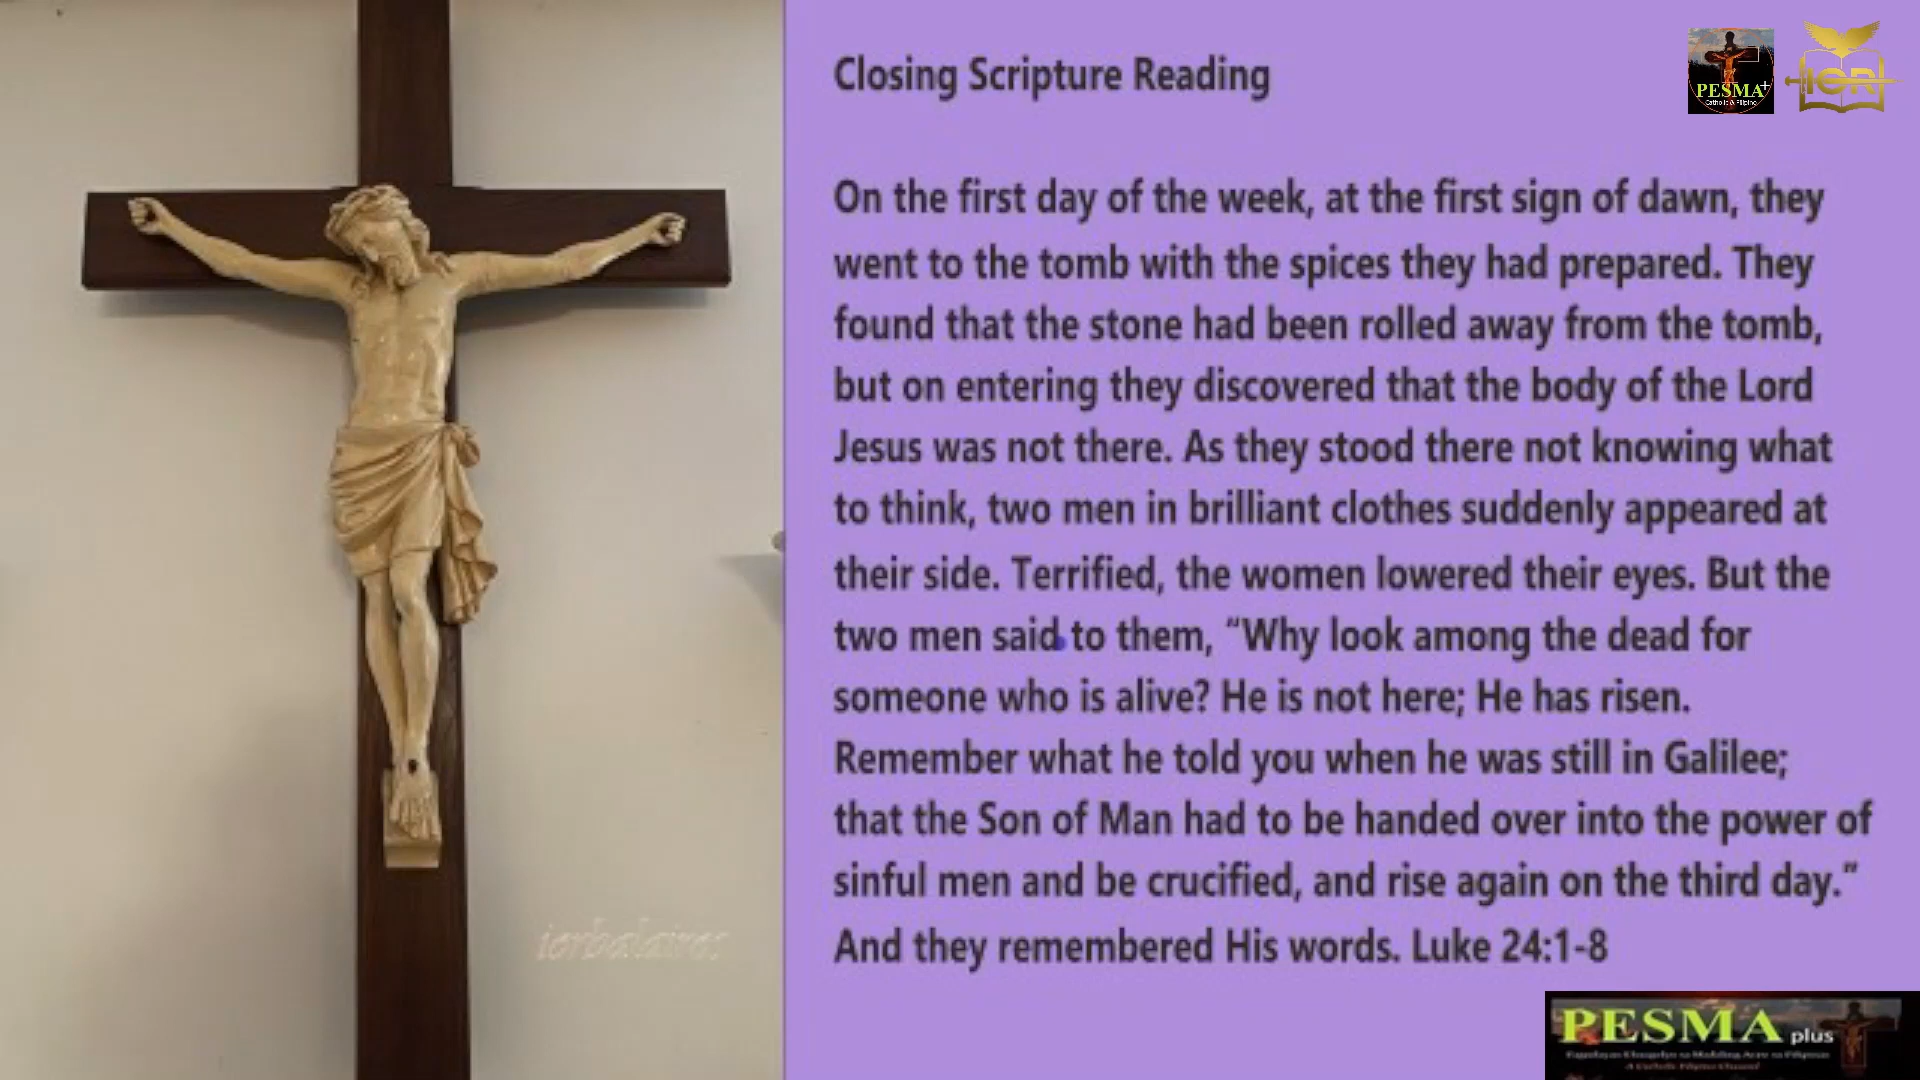 Closing Scripture Reading
On the first day of the week, at the first sign of dawn, they
went to the tomb with the spices they had prepared. They
found that the stone had been rolled away from the tomb,
but on entering they discovered that the body of the Lord
Jesus was not there. As they stood there not knowing what
to think, two men in brilliant clothes suddenly appeared at
their side. Terrified, the women lowered their eyes. But the
two men said to them, “Why look among the dead for
someone who is alive? He is not here; He has risen.
Remember what he told you when he was still in Galilee;
that the Son of Man had to be handed over into the power of
sinful men and be crucified, and rise again on the third day.”
And they remembered His words. Luke 24:1-8
PESMA+
Catholic & Filipino
IGR
PESMA plus
A Catholic Filipino Channel